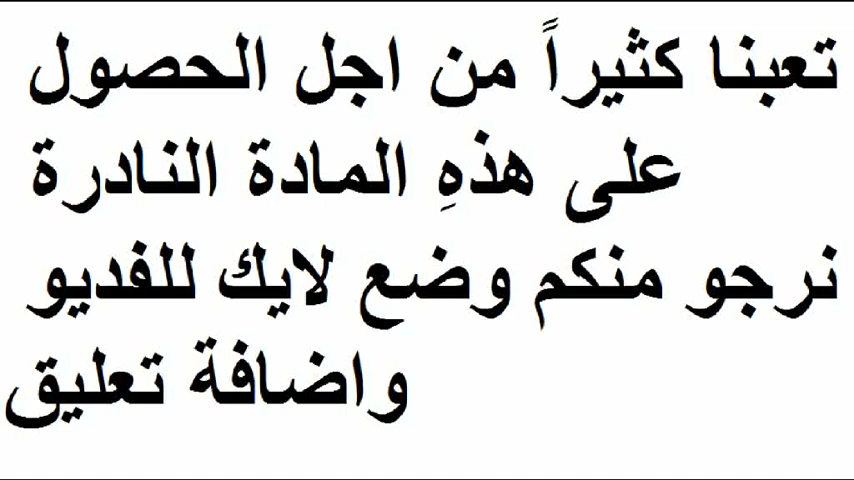 تعبنا كثيراً من اجل الحصول
على هذهِ المادة النادرة
نرجو منكم وضع لايك للفديو
واضافة تعليق